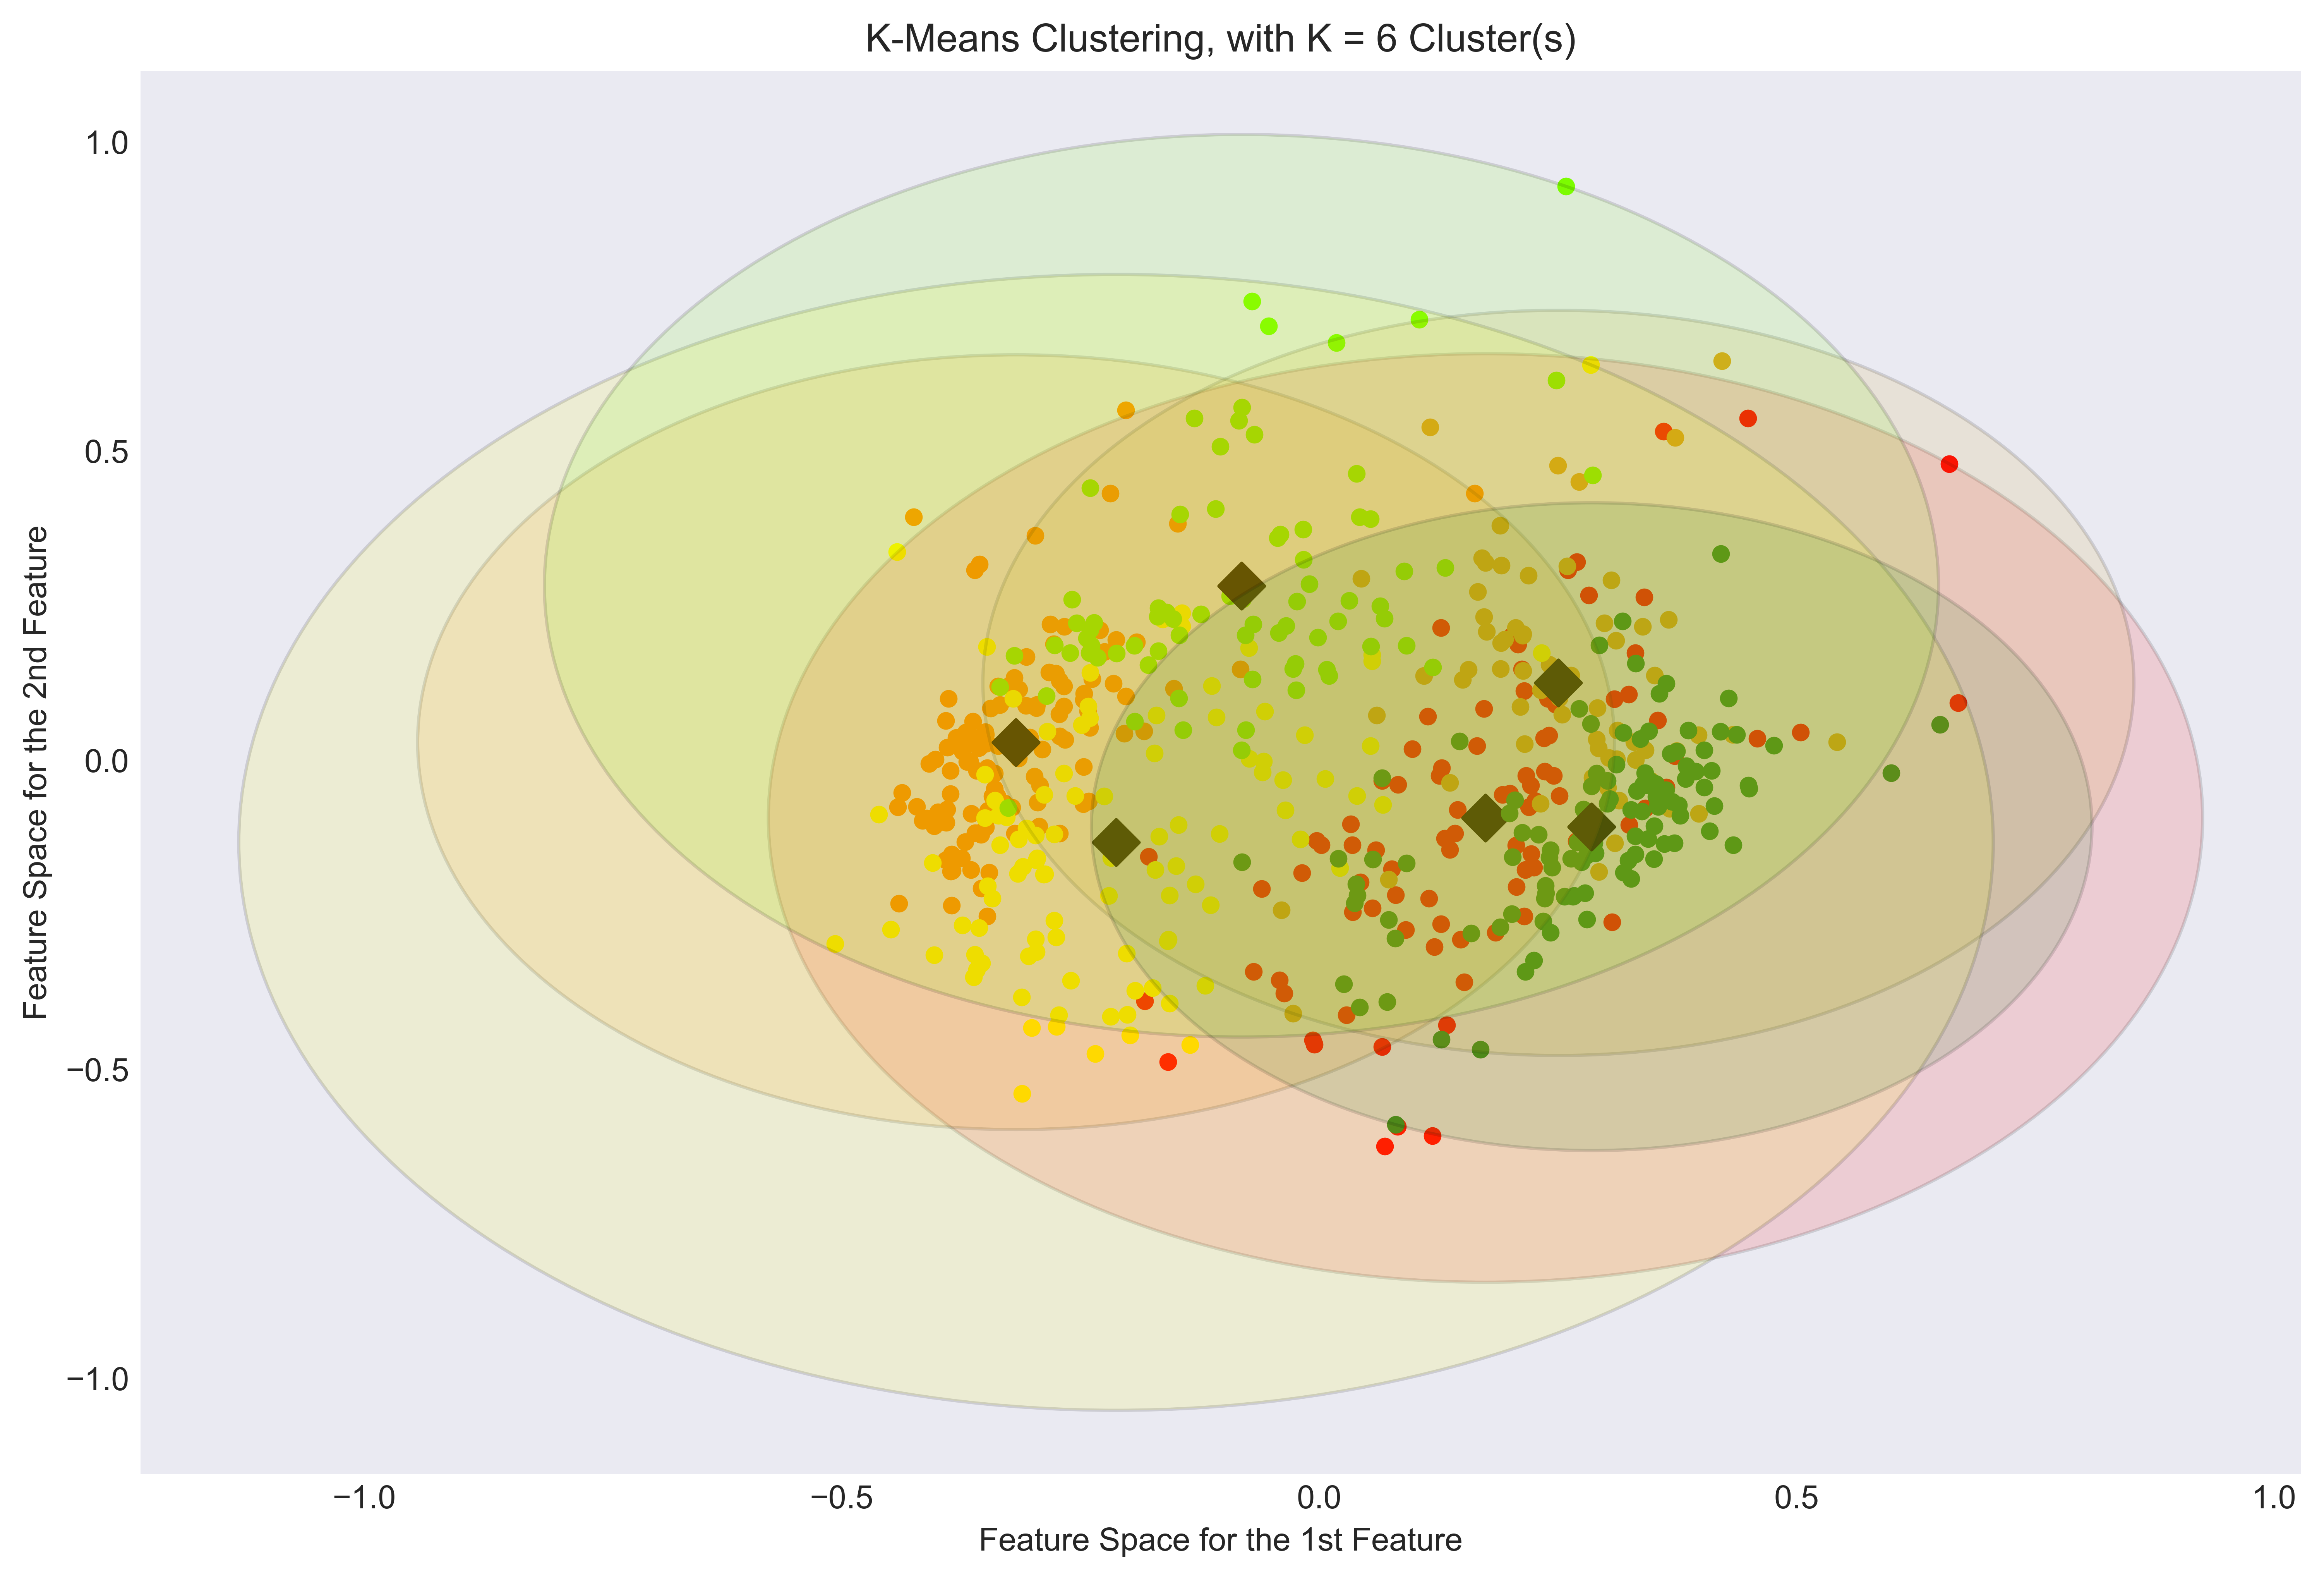 K-Means Clustering, with K = 6 Cluster(s)
1.0
0.5
0.0
−0.5
−1.0
Feature Space for the 2nd Feature
−1.0 −0.5 0.0 0.5 1.0
Feature Space for the 1st Feature